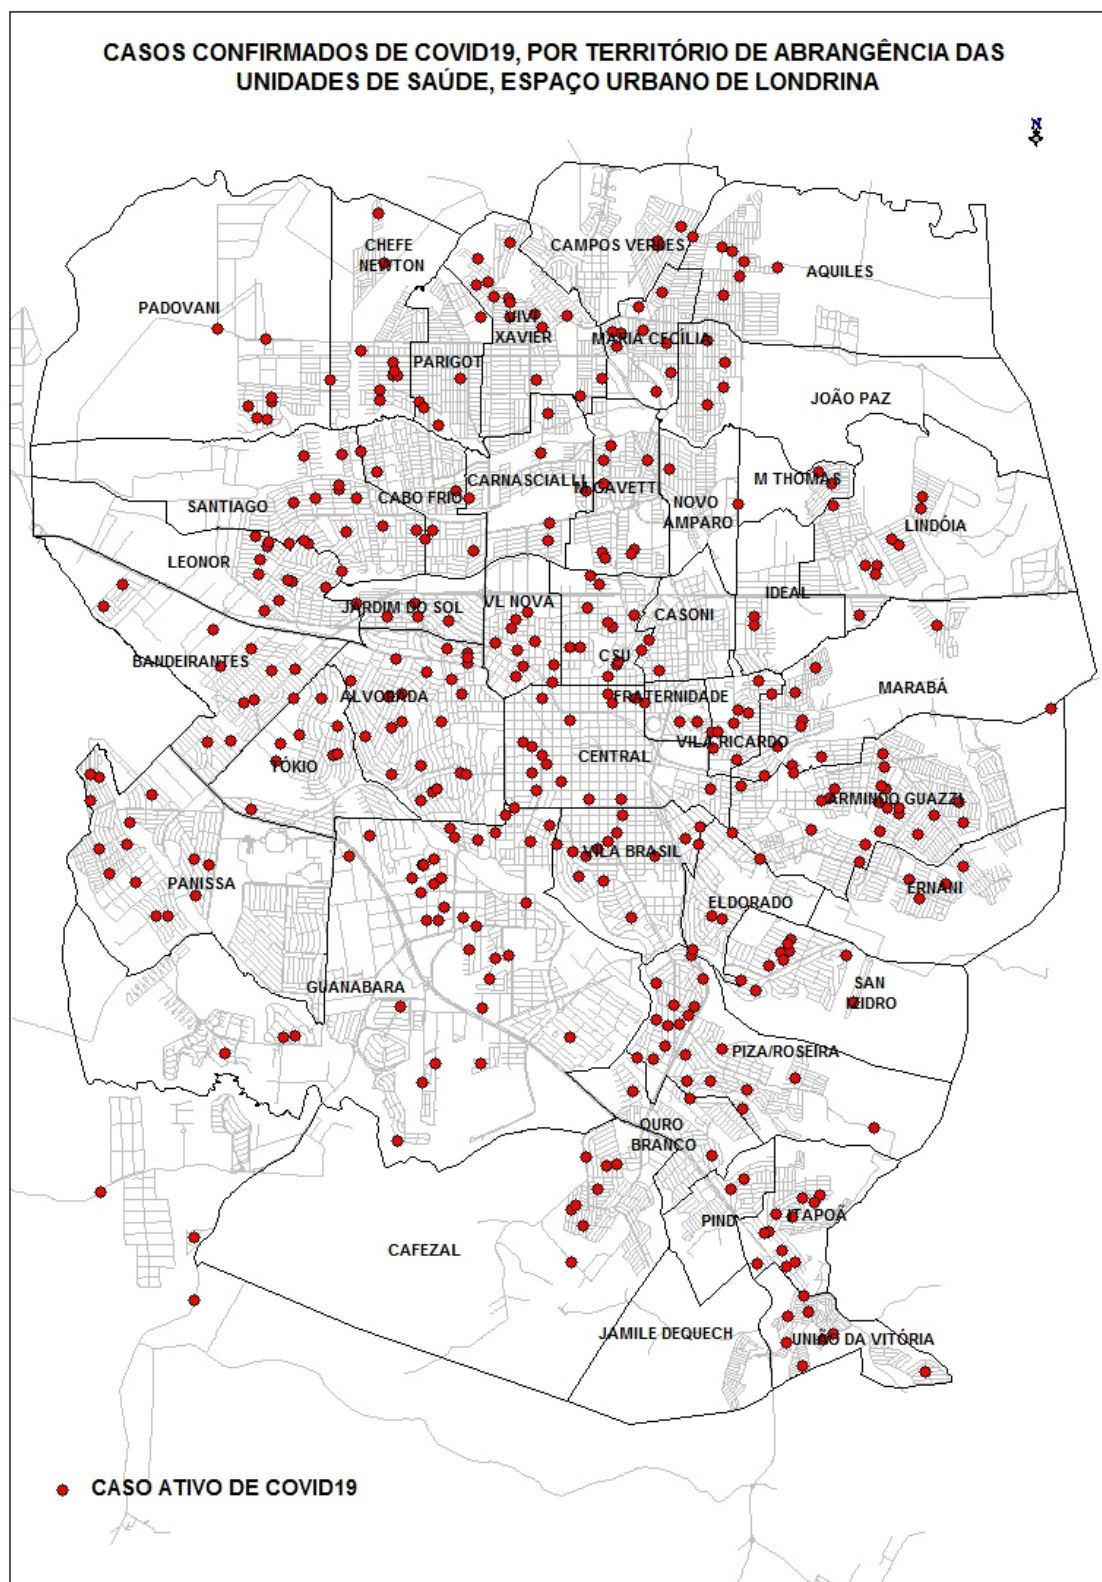 CASOS CONFIRMADOS DE COVID19, POR TERRITÓRIO DE ABRANGÊNCIA DAS
UNIDADES DE SAÚDE, ESPAÇO URBANO DE LONDRINA
N
CHEFE
NEWTON
CAMPOS VERDES
AQUILES
PADOVANI
VIVI
XAVIER
MARIA CECÍLIA
PARIGOT
JOÃO PAZ
CARNASCIALLI
M THOMAS
MIGAVETTI
CABO FRIO
SANTIAGO
NOVO
AMPARO
LINDÓIA
LEONOR
IDEAL
VL NOVA
JARDIM DO SOL
CASONI
CSU
BANDEIRANTES
MARABÁ
ALVORADA
FRATERNIDADE
VILA RICARDO
CENTRAL
TÓKIO
ARMINDO GUAZZI
VILA BRASIL
PANISSA
ERNANI
ELDORADO
GUANABARA
SAN
IZIDRO
PIZA/ROSEIRA
OURO
BRANCO
PIND
ITAPOÃ
CAFEZAL
JAMILE DEQUECH
UNIÃO DA VITÓRIA
CASO ATIVO DE COVID19